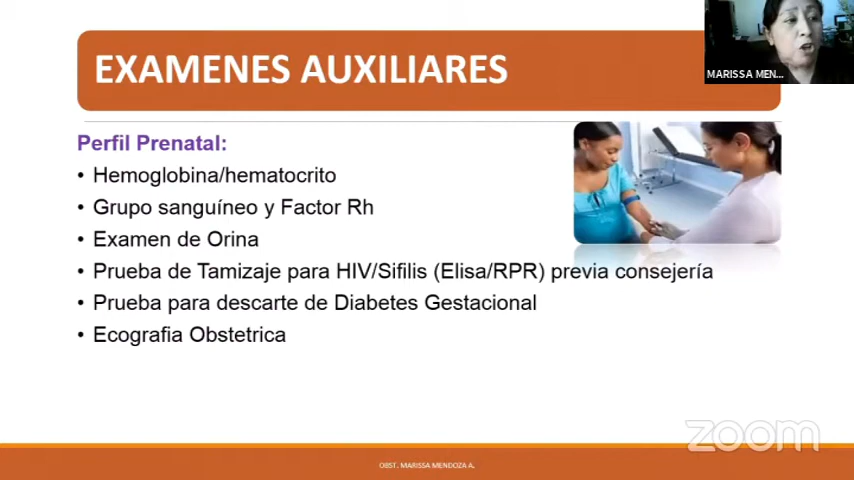 EXAMENES AUXILIARES
MARISSA MEN...
Perfil Prenatal:
• Hemoglobina/hematocrito
• Grupo sanguíneo y Factor Rh
• Examen de Orina
• Prueba de Tamizaje para HIV/Sifilis (Elisa/RPR) previa consejería
• Prueba para descarte de Diabetes Gestacional
• Ecografia Obstetrica
zoom
OBST. MARISSA MENDOZA A.